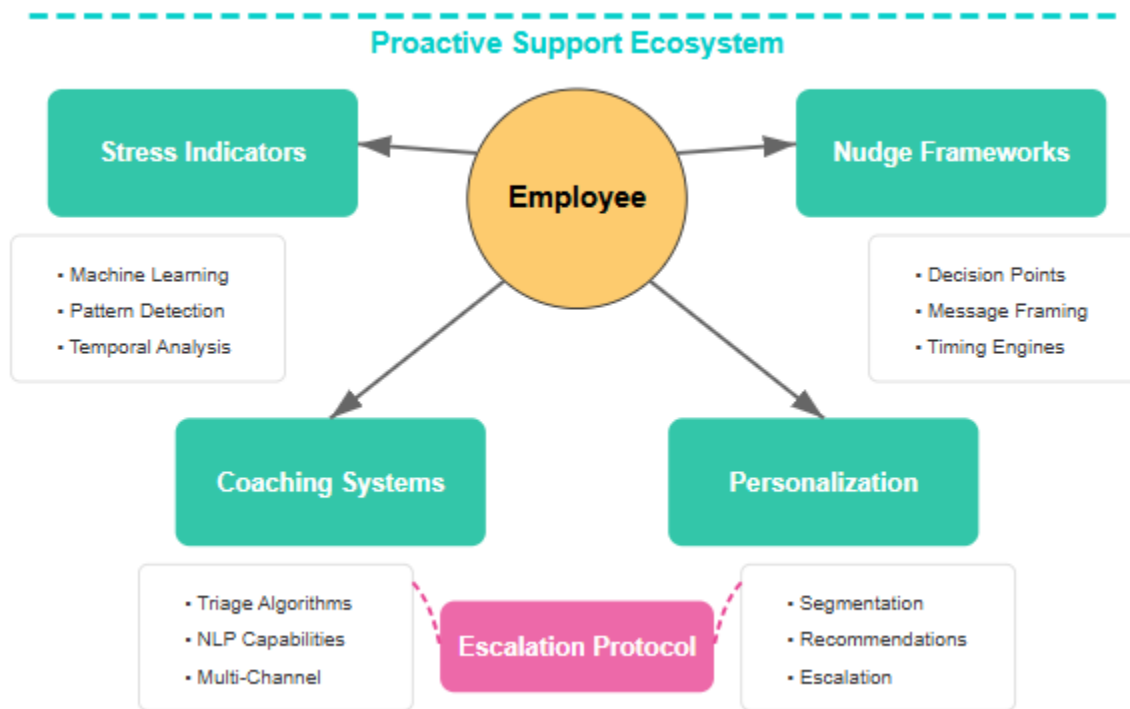 Proactive Support Ecosystem
Stress Indicators
Employee
Nudge Frameworks
▪ Machine Learning
▪ Pattern Detection
▪ Temporal Analysis
▪ Decision Points
▪ Message Framing
▪ Timing Engines
Coaching Systems
Personalization
▪ Triage Algorithms
▪ NLP Capabilities
▪ Multi-Channel
Escalation Protocol
▪ Segmentation
▪ Recommendations
▪ Escalation